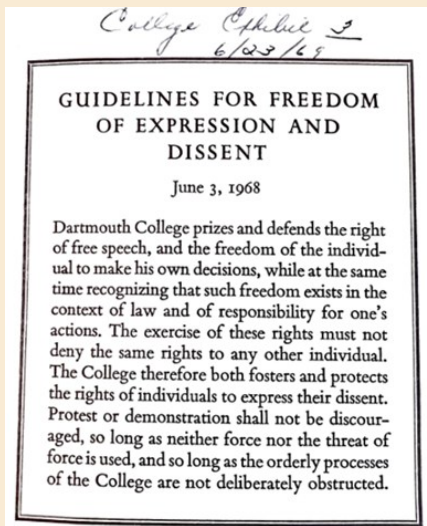 College Exhibit 3
6/23/69
GUIDELINES FOR FREEDOM
OF EXPRESSION AND
DISSENT
June 3, 1968
Dartmouth College prizes and defends the right
of free speech, and the freedom of the individ-
ual to make his own decisions, while at the same
time recognizing that such freedom exists in the
context of law and of responsibility for one's
actions. The exercise of these rights must not
deny the same rights to any other individual.
The College therefore both fosters and protects
the rights of individuals to express their dissent.
Protest or demonstration shall not be discour-
aged, so long as neither force nor the threat of
force is used, and so long as the orderly processes
of the College are not deliberately obstructed.